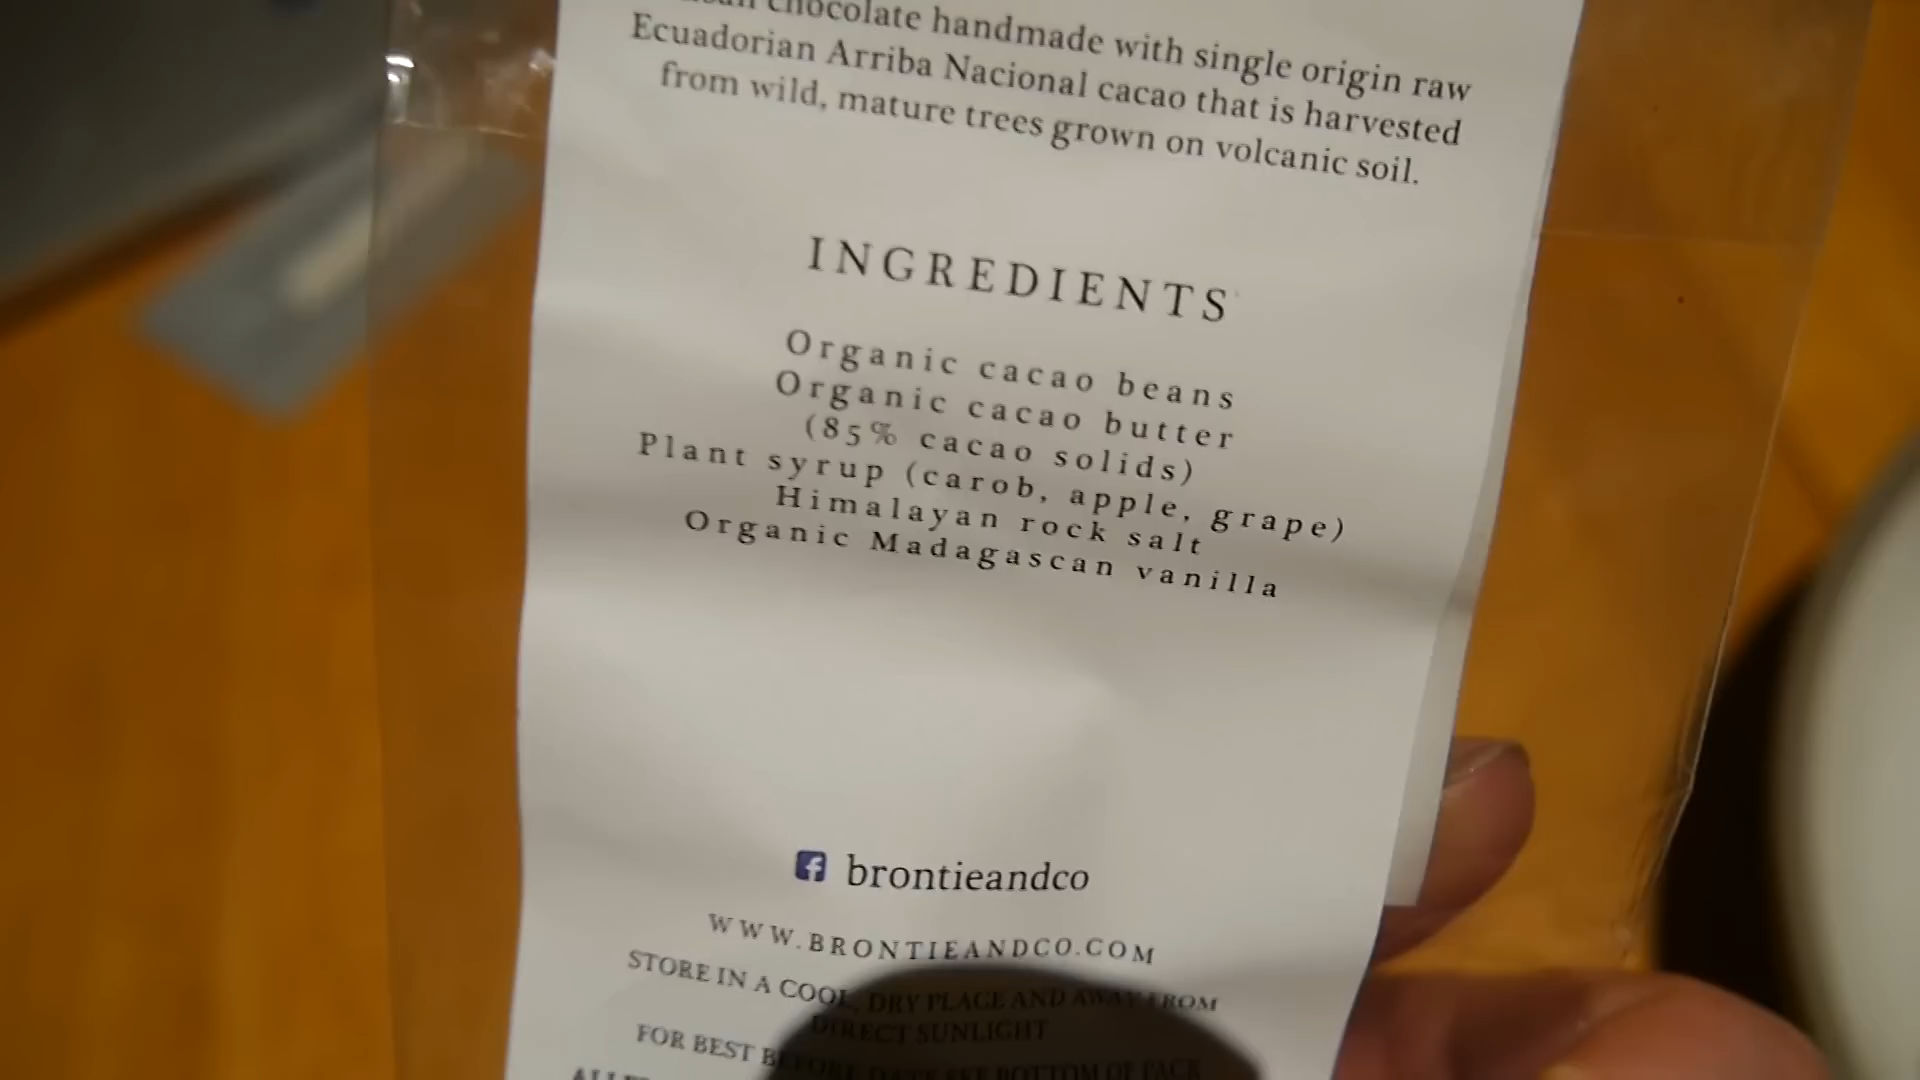 chocolate handmade with single origin raw
Ecuadorian Arriba Nacional cacao that is harvested
from wild, mature trees grown on volcanic soil.
INGREDIENTS
Organic cacao beans
Organic cacao butter
(85% cacao solids)
Plant syrup (carob, apple, grape)
Himalayan rock salt
Organic Madagascan vanilla
brontieandco
WWW.BRONTIEANDCO.COM
STORE IN A COOL, DRY PLACE AND AWAY FROM
DIRECT SUNLIGHT
FOR BEST BEFORE DATE SEE BOTTOM OF PACK